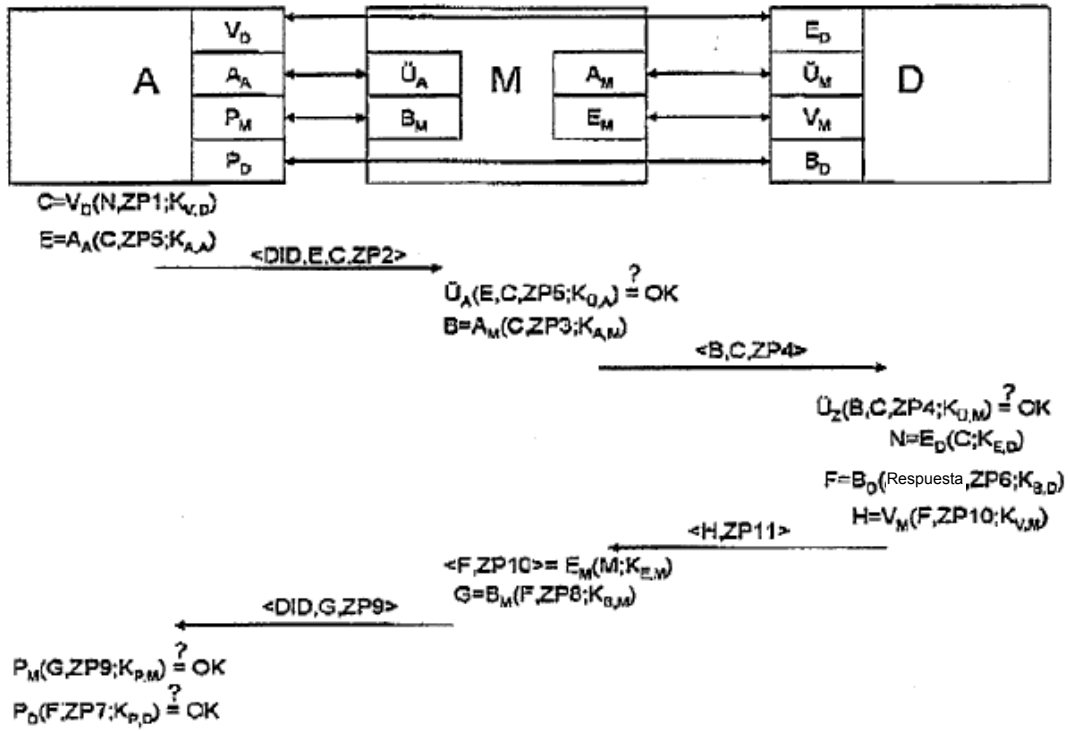 V_D
E_D
A
A_A
Ü_A
M
A_M
Ü_M
D
P_M
B_M
E_M
V_M
P_D
B_D
C=V_D(N,ZP1;K_V,D)
E=A_A(C,ZP5;K_A,A)
<DID,E,C,ZP2>
Ü_A(E,C,ZP5;K_Ü,A) ≟ OK
B=A_M(C,ZP3;K_A,M)
<B,C,ZP4>
Ü_Z(B,C,ZP4;K_Ü,M) ≟ OK
N=E_D(C;K_E,D)
F=B_D(Respuesta,ZP6;K_B,D)
H=V_M(F,ZP10;K_V,M)
<H,ZP11>
<F,ZP10>= E_M(M;K_E,M)
G=B_M(F,ZP8;K_B,M)
<DID,G,ZP9>
P_M(G,ZP9;K_P,M) ≟ OK
P_D(F,ZP7;K_P,D) ≟ OK